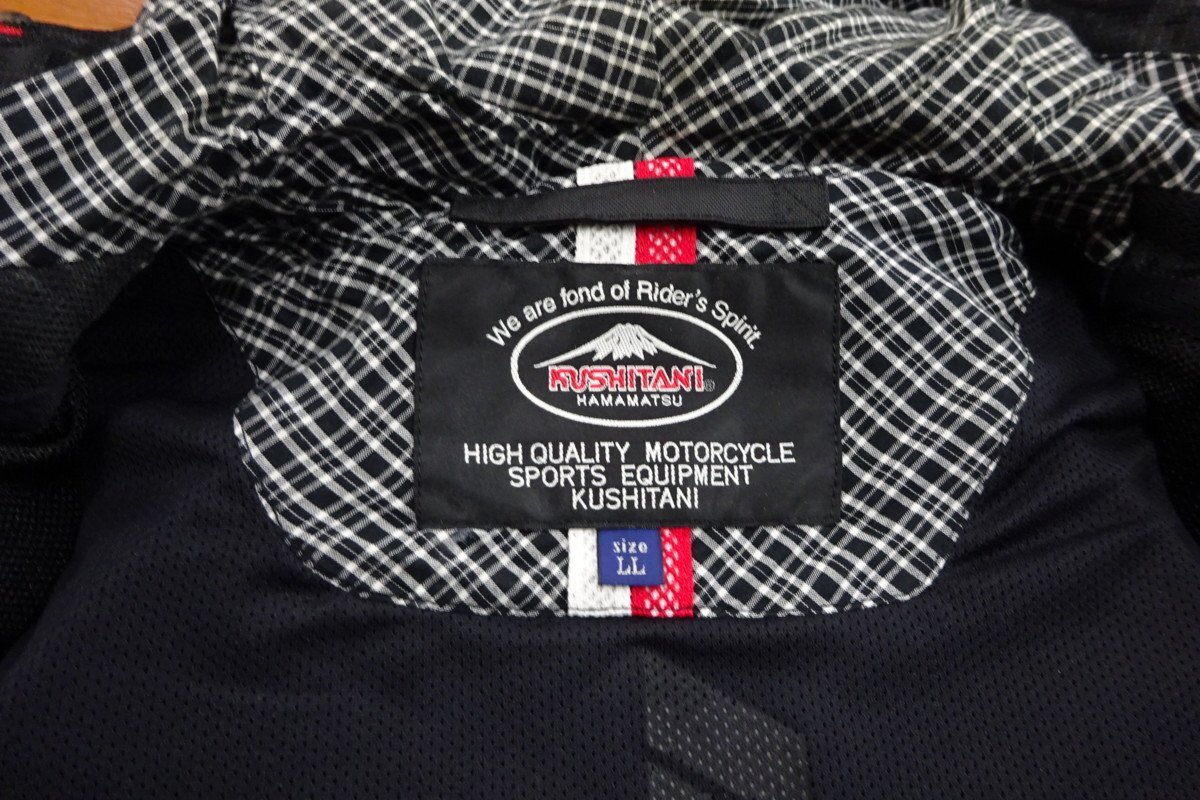 We are fond of Rider's Spirit.
KUSHITANI®
HAMAMATSU
HIGH QUALITY MOTORCYCLE
SPORTS EQUIPMENT
KUSHITANI
size
LL